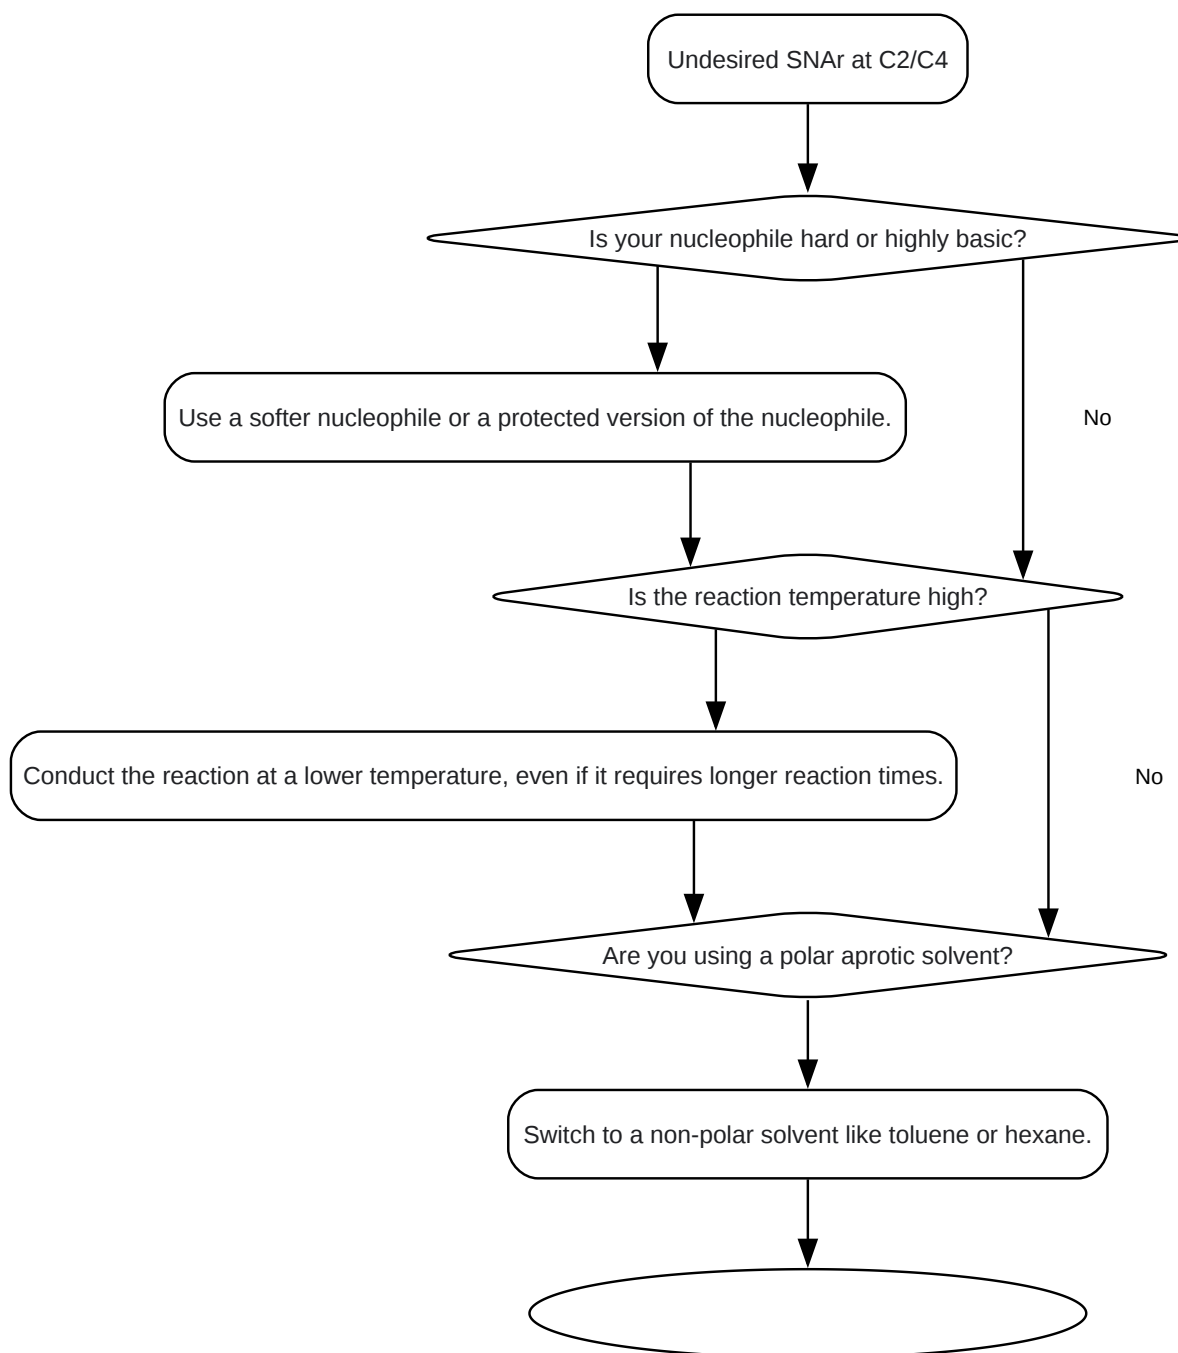 Undesired SNAr at C2/C4
Is your nucleophile hard or highly basic?
Use a softer nucleophile or a protected version of the nucleophile.
No
Is the reaction temperature high?
Conduct the reaction at a lower temperature, even if it requires longer reaction times.
No
Are you using a polar aprotic solvent?
Switch to a non-polar solvent like toluene or hexane.